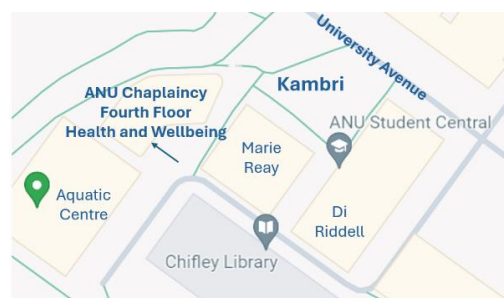 University Avenue
Kambri
ANU Chaplaincy
Fourth Floor
Health and Wellbeing
ANU Student Central
Marie
Reay
Aquatic
Centre
Di
Riddell
Chifley Library